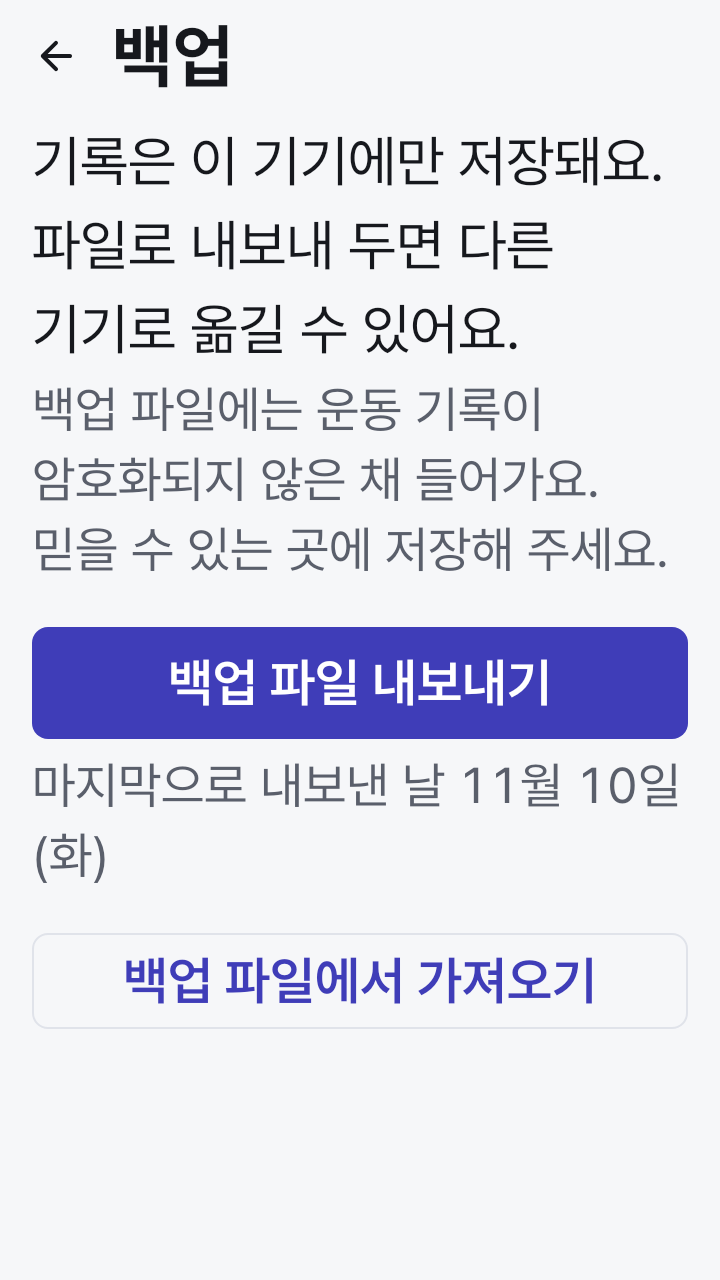 백업
기록은 이 기기에만 저장돼요.
파일로 내보내 두면 다른
기기로 옮길 수 있어요.
백업 파일에는 운동 기록이
암호화되지 않은 채 들어가요.
믿을 수 있는 곳에 저장해 주세요.
백업 파일 내보내기
마지막으로 내보낸 날 11월 10일
(화)
백업 파일에서 가져오기